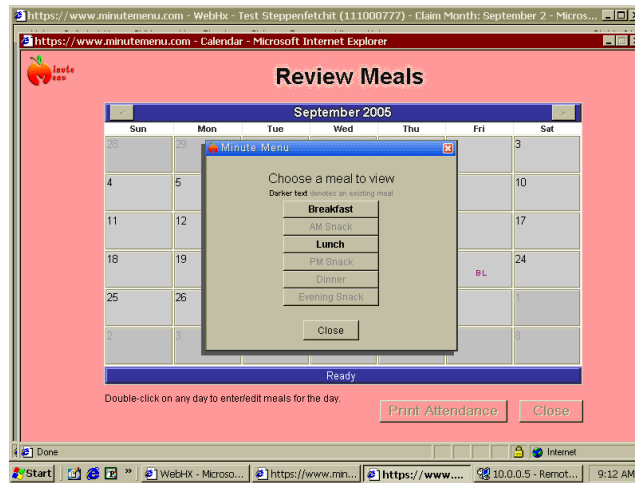 https://www.minutemenu.com - WebHx - Test Steppenfetchit (111000777) - Claim Month: September 2 - Micros...
https://www.minutemenu.com - Calendar - Microsoft Internet Explorer
Minute Menu
Review Meals
September 2005
Sun Mon Tue Wed Thu Fri Sat
28 29 3
Minute Menu
Choose a meal to view
Darker text denotes an existing meal
Breakfast
AM Snack
Lunch
PM Snack
Dinner
Evening Snack
Close
4 5 10
11 12 17
18 19 24
BL
25 26 1
2 3 8
Ready
Double-click on any day to enter/edit meals for the day.
Print Attendance Close
Done Internet
Start » WebHX - Microso... https://www.min... https://www.... 10.0.0.5 - Remot... 9:12 AM